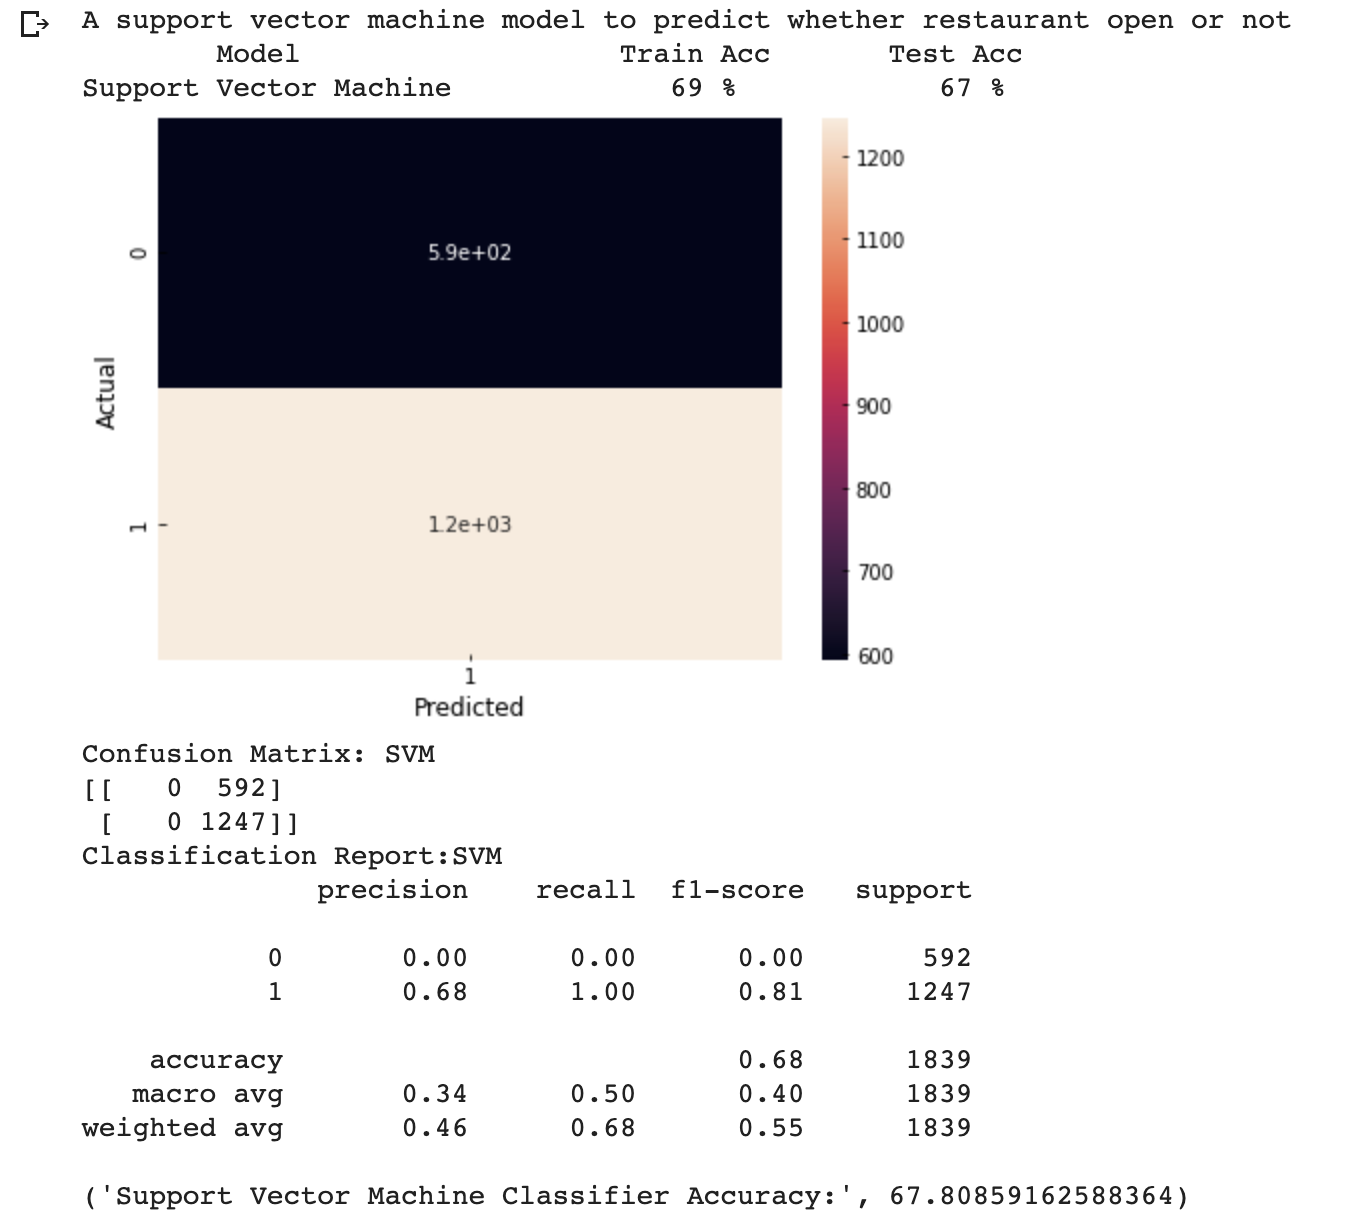 A support vector machine model to predict whether restaurant open or not
Model Train Acc Test Acc
Support Vector Machine 69 % 67 %
1200
1100
1000
900
800
700
600
0
1
Actual
5.9e+02
1.2e+03
1
Predicted
Confusion Matrix: SVM
[[ 0 592]
[ 0 1247]]
Classification Report:SVM
precision recall f1-score support
0 0.00 0.00 0.00 592
1 0.68 1.00 0.81 1247
accuracy 0.68 1839
macro avg 0.34 0.50 0.40 1839
weighted avg 0.46 0.68 0.55 1839
('Support Vector Machine Classifier Accuracy:', 67.80859162588364)